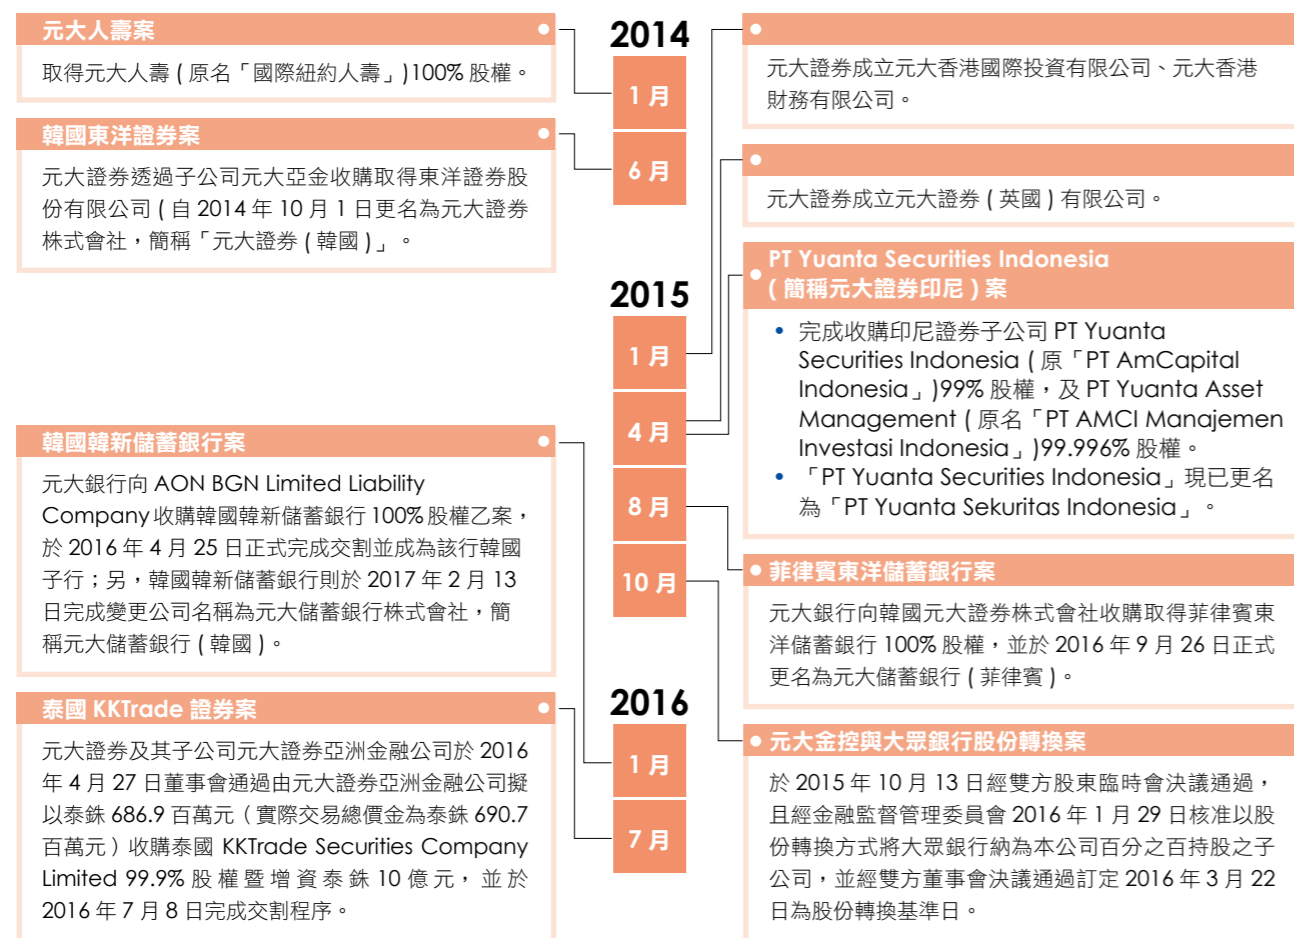 元大人壽案
取得元大人壽 ( 原名「國際紐約人壽」)100% 股權。
韓國東洋證券案
元大證券透過子公司元大亞金收購取得東洋證券股
份有限公司 ( 自 2014 年 10 月 1 日更名為元大證券
株式會社，簡稱「元大證券 ( 韓國 )」。
韓國韓新儲蓄銀行案
元大銀行向 AON BGN Limited Liability
Company 收購韓國韓新儲蓄銀行 100% 股權乙案，
於 2016 年 4 月 25 日正式完成交割並成為該行韓國
子行；另，韓國韓新儲蓄銀行則於 2017 年 2 月 13
日完成變更公司名稱為元大儲蓄銀行株式會社，簡
稱元大儲蓄銀行 ( 韓國 )。
泰國 KKTrade 證券案
元大證券及其子公司元大證券亞洲金融公司於 2016
年 4 月 27 日董事會通過由元大證券亞洲金融公司擬
以泰銖 686.9 百萬元（實際交易總價金為泰銖 690.7
百萬元）收購泰國 KKTrade Securities Company
Limited 99.9% 股權暨增資泰銖 10 億元，並於
2016 年 7 月 8 日完成交割程序。
2014
1 月
6 月
2015
1 月
4 月
8 月
10 月
2016
1 月
7 月
元大證券成立元大香港國際投資有限公司、元大香港
財務有限公司。
元大證券成立元大證券 ( 英國 ) 有限公司。
PT Yuanta Securities Indonesia
( 簡稱元大證券印尼 ) 案
• 完成收購印尼證券子公司 PT Yuanta
Securities Indonesia ( 原「PT AmCapital
Indonesia」)99% 股權，及 PT Yuanta Asset
Management ( 原名「PT AMCI Manajemen
Investasi Indonesia」)99.996% 股權。
• 「PT Yuanta Securities Indonesia」現已更名
為「PT Yuanta Sekuritas Indonesia」。
菲律賓東洋儲蓄銀行案
元大銀行向韓國元大證券株式會社收購取得菲律賓東
洋儲蓄銀行 100% 股權，並於 2016 年 9 月 26 日正式
更名為元大儲蓄銀行 ( 菲律賓 )。
元大金控與大眾銀行股份轉換案
於 2015 年 10 月 13 日經雙方股東臨時會決議通過，
且經金融監督管理委員會 2016 年 1 月 29 日核准以股
份轉換方式將大眾銀行納為本公司百分之百持股之子
公司，並經雙方董事會決議通過訂定 2016 年 3 月 22
日為股份轉換基準日。